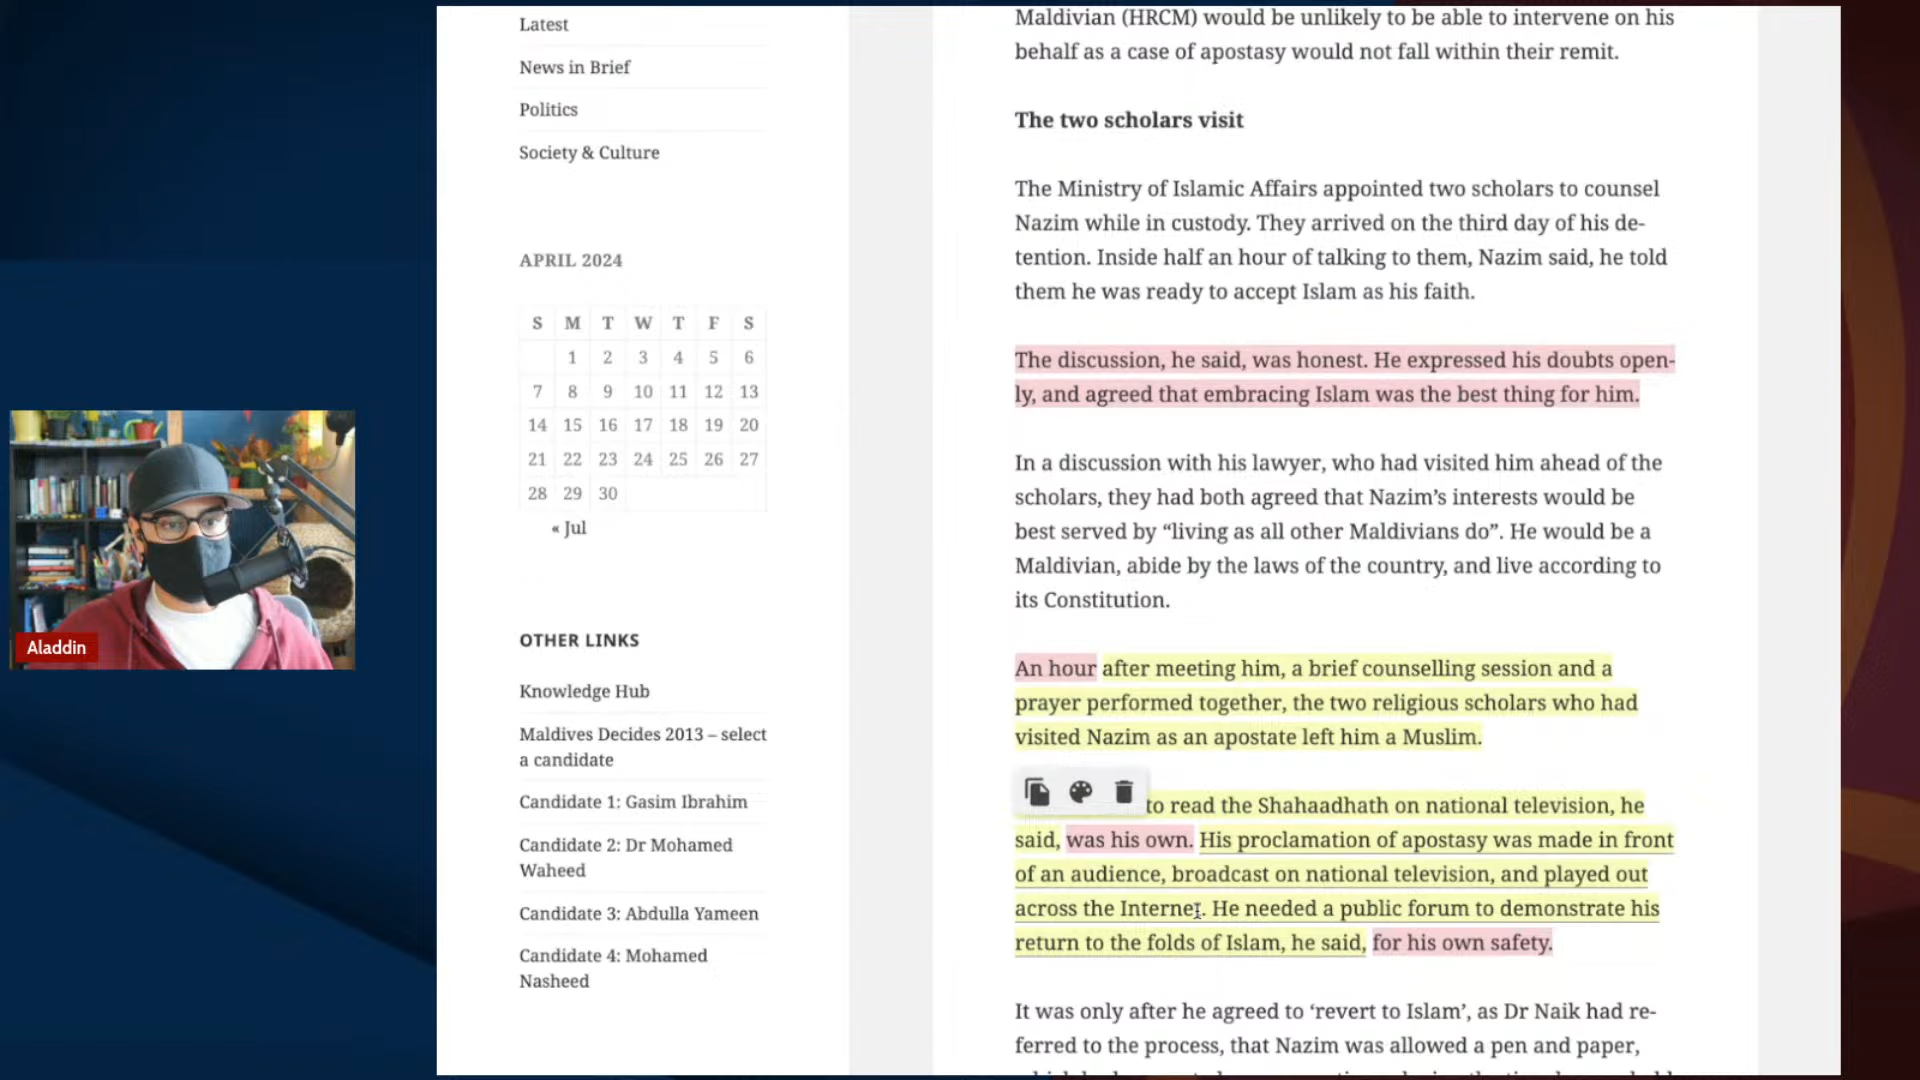 Latest
News in Brief
Politics
Society & Culture
APRIL 2024
S M T W T F S
1 2 3 4 5 6
7 8 9 10 11 12 13
14 15 16 17 18 19 20
21 22 23 24 25 26 27
28 29 30
« Jul
OTHER LINKS
Knowledge Hub
Maldives Decides 2013 – select
a candidate
Candidate 1: Gasim Ibrahim
Candidate 2: Dr Mohamed
Waheed
Candidate 3: Abdulla Yameen
Candidate 4: Mohamed
Nasheed
Maldivian (HRCM) would be unlikely to be able to intervene on his
behalf as a case of apostasy would not fall within their remit.
The two scholars visit
The Ministry of Islamic Affairs appointed two scholars to counsel
Nazim while in custody. They arrived on the third day of his de-
tention. Inside half an hour of talking to them, Nazim said, he told
them he was ready to accept Islam as his faith.
The discussion, he said, was honest. He expressed his doubts open-
ly, and agreed that embracing Islam was the best thing for him.
In a discussion with his lawyer, who had visited him ahead of the
scholars, they had both agreed that Nazim’s interests would be
best served by “living as all other Maldivians do”. He would be a
Maldivian, abide by the laws of the country, and live according to
its Constitution.
An hour after meeting him, a brief counselling session and a
prayer performed together, the two religious scholars who had
visited Nazim as an apostate left him a Muslim.
to read the Shahaadhath on national television, he
said, was his own. His proclamation of apostasy was made in front
of an audience, broadcast on national television, and played out
across the Internet. He needed a public forum to demonstrate his
return to the folds of Islam, he said, for his own safety.
It was only after he agreed to ‘revert to Islam’, as Dr Naik had re-
ferred to the process, that Nazim was allowed a pen and paper,
Aladdin